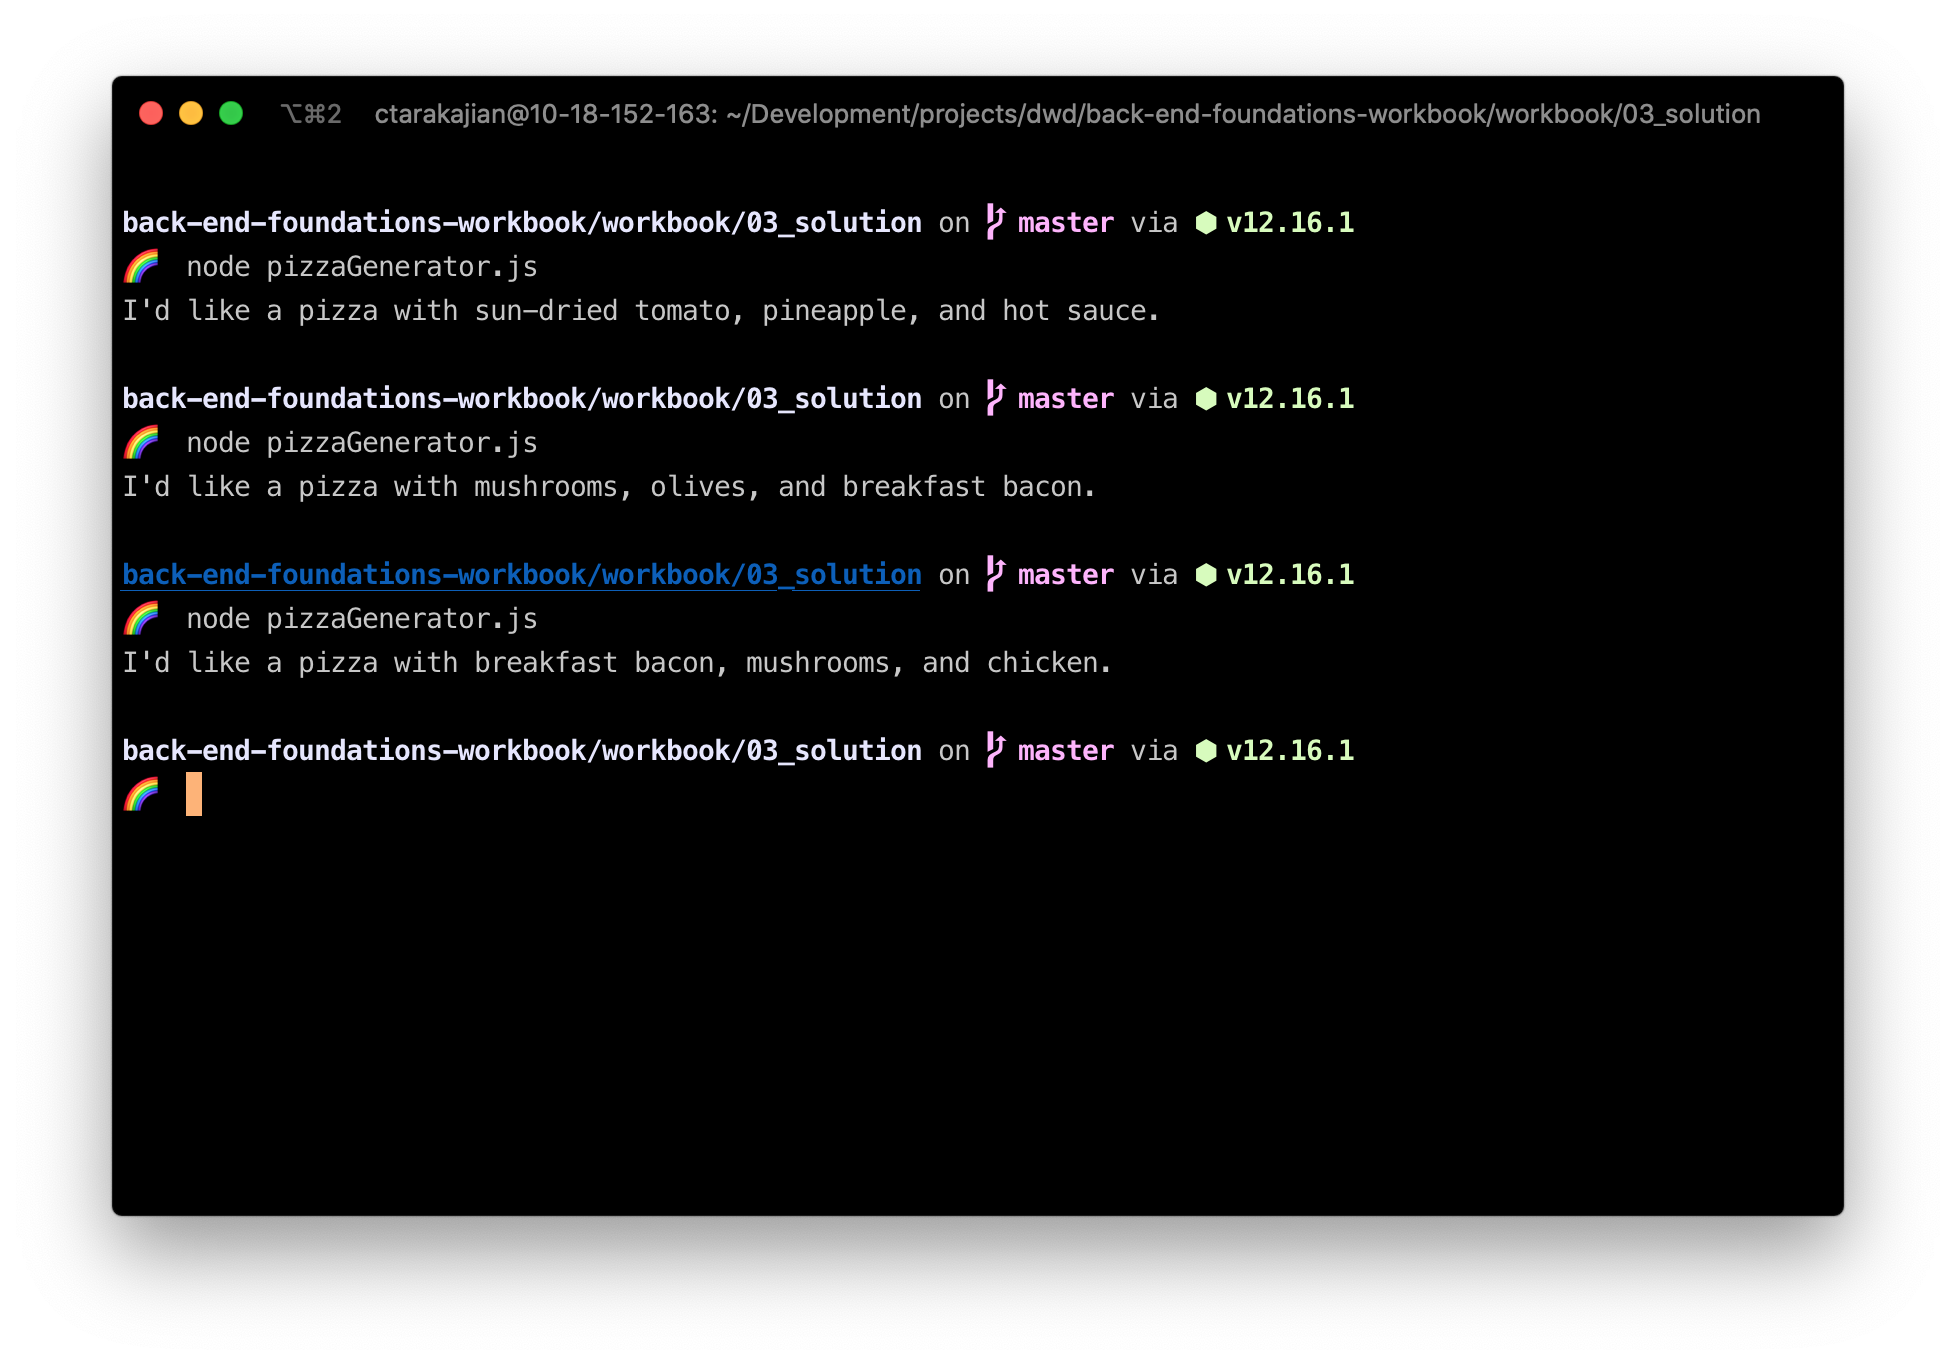 ⌥⌘2 ctarakajian@10-18-152-163: ~/Development/projects/dwd/back-end-foundations-workbook/workbook/03_solution
back-end-foundations-workbook/workbook/03_solution on master via ⬢ v12.16.1
🌈 node pizzaGenerator.js
I'd like a pizza with sun-dried tomato, pineapple, and hot sauce.
back-end-foundations-workbook/workbook/03_solution on master via ⬢ v12.16.1
🌈 node pizzaGenerator.js
I'd like a pizza with mushrooms, olives, and breakfast bacon.
back-end-foundations-workbook/workbook/03_solution on master via ⬢ v12.16.1
🌈 node pizzaGenerator.js
I'd like a pizza with breakfast bacon, mushrooms, and chicken.
back-end-foundations-workbook/workbook/03_solution on master via ⬢ v12.16.1
🌈